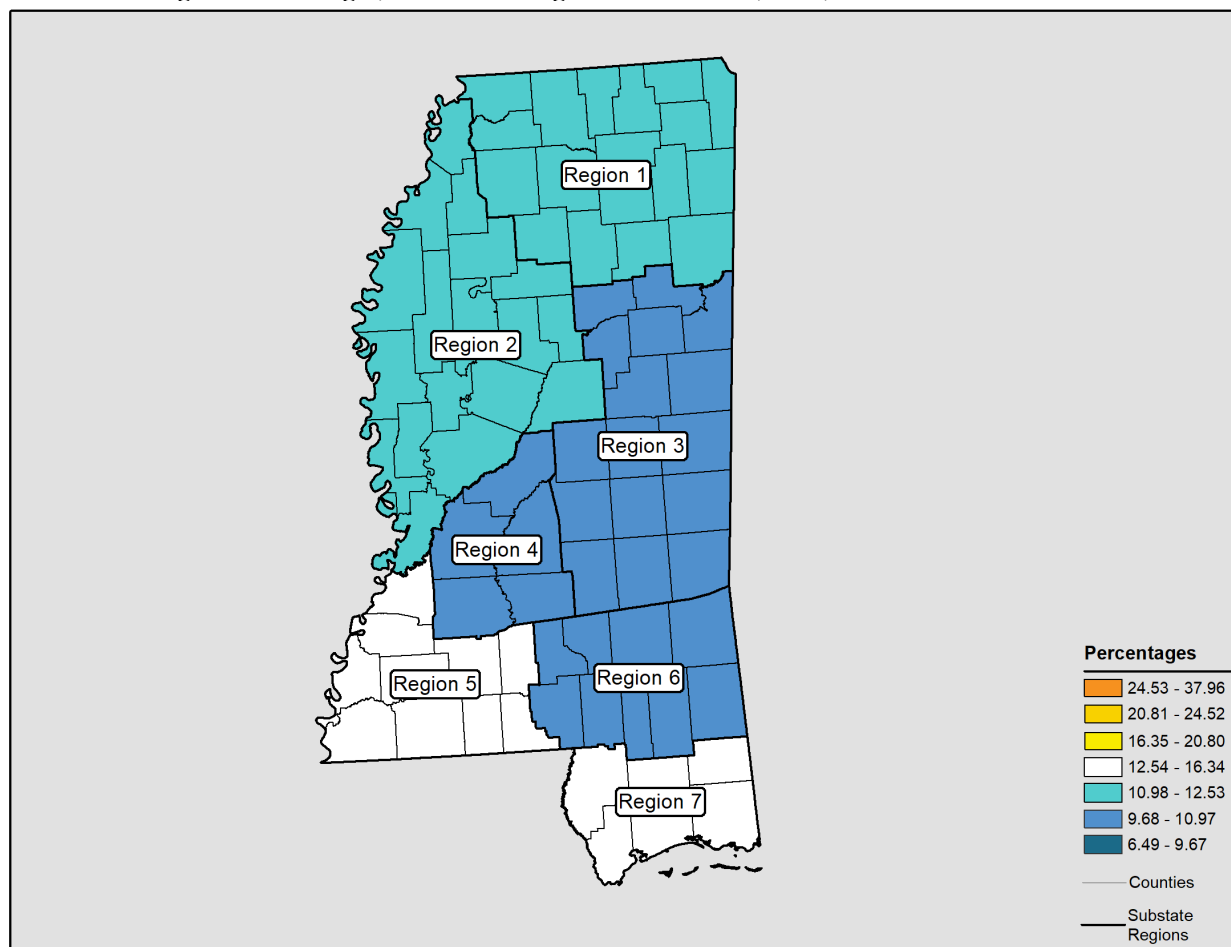 Region 1
Region 2
Region 3
Region 4
Region 5
Region 6
Region 7
Percentages
24.53 - 37.96
20.81 - 24.52
16.35 - 20.80
12.54 - 16.34
10.98 - 12.53
9.68 - 10.97
6.49 - 9.67
Counties
Substate
Regions